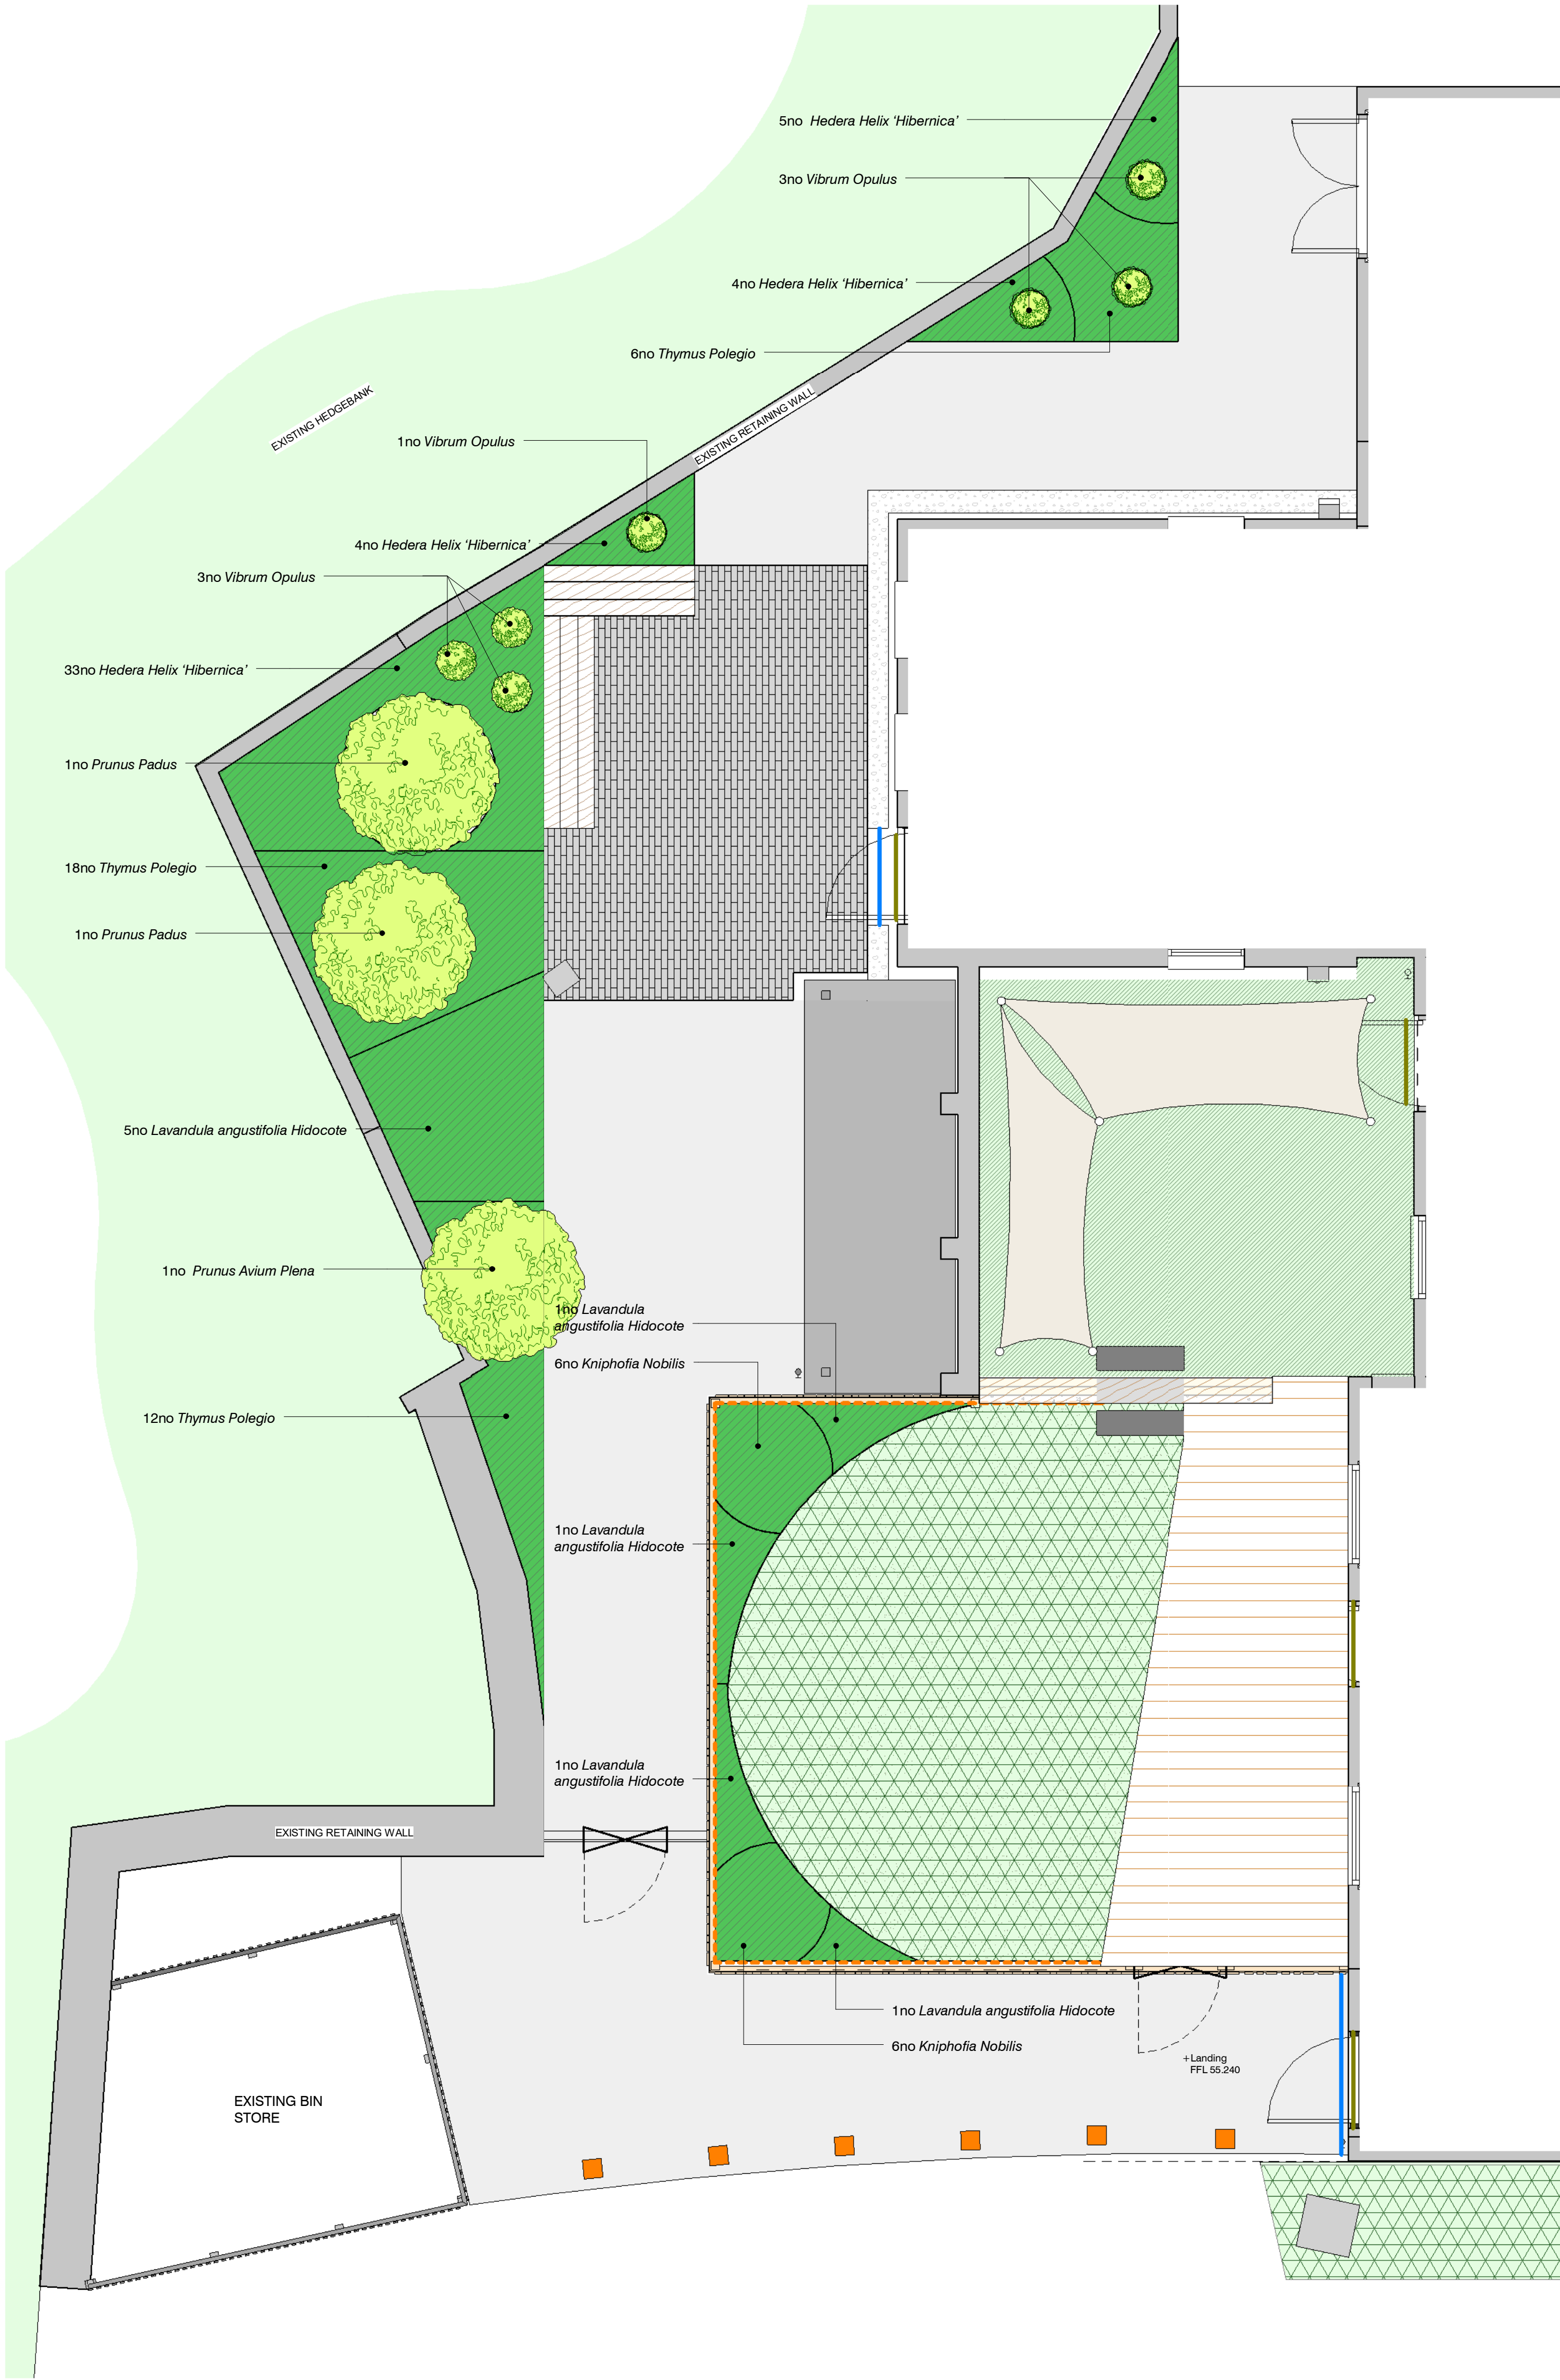 5no Hedera Helix ‘Hibernica’
3no Vibrum Opulus
4no Hedera Helix ‘Hibernica’
6no Thymus Polegio
EXISTING HEDGEBANK
EXISTING RETAINING WALL
1no Vibrum Opulus
4no Hedera Helix ‘Hibernica’
3no Vibrum Opulus
33no Hedera Helix ‘Hibernica’
1no Prunus Padus
18no Thymus Polegio
1no Prunus Padus
5no Lavandula angustifolia Hidocote
1no Prunus Avium Plena
1no Lavandula
angustifolia Hidocote
6no Kniphofia Nobilis
12no Thymus Polegio
1no Lavandula
angustifolia Hidocote
1no Lavandula
angustifolia Hidocote
EXISTING RETAINING WALL
1no Lavandula angustifolia Hidocote
6no Kniphofia Nobilis
+Landing
FFL 55.240
EXISTING BIN
STORE